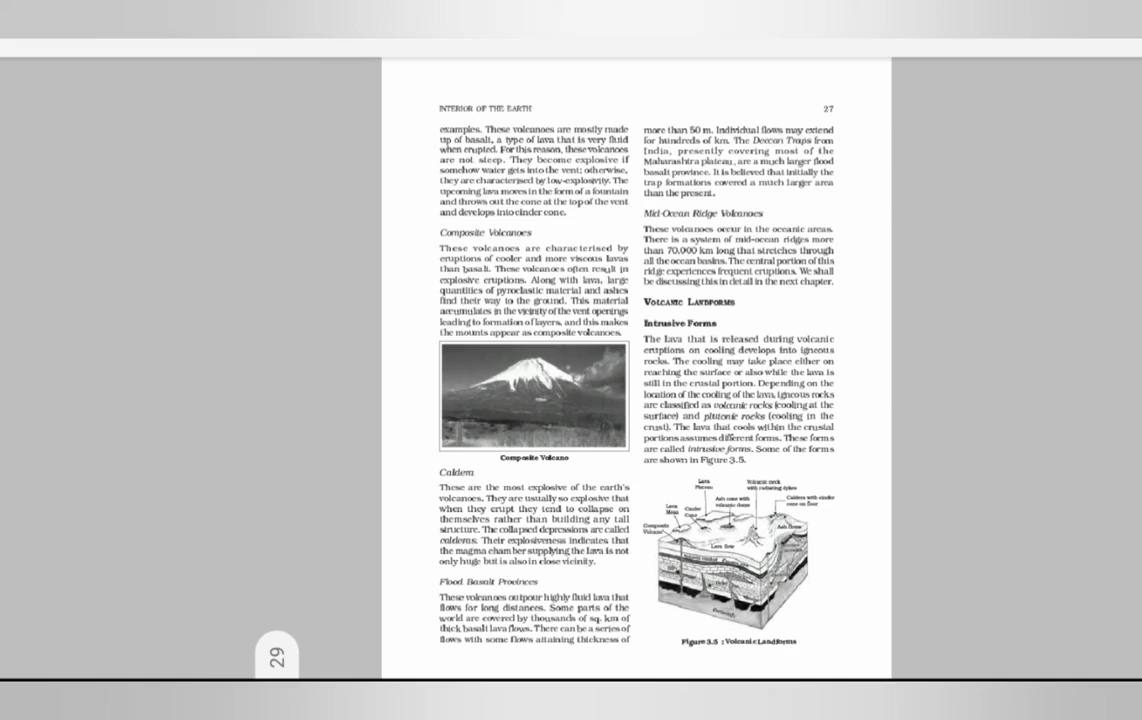 INTERIOR OF THE EARTH
27
examples. These volcanoes are mostly made
up of basalt, a type of lava that is very fluid
when erupted. For this reason, these volcanoes
are not steep. They become explosive if
somehow water gets into the vent; otherwise,
they are characterised by low-explosivity. The
upcoming lava moves in the form of a fountain
and throws out the cone at the top of the vent
and develops into cinder cone.
Composite Volcanoes
These volcanoes are characterised by
eruptions of cooler and more viscous lavas
than basalt. These volcanoes often result in
explosive eruptions. Along with lava, large
quantities of pyroclastic material and ashes
find their way to the ground. This material
accumulates in the vicinity of the vent openings
leading to formation of layers, and this makes
the mounts appear as composite volcanoes.
Composite Volcano
Caldera
These are the most explosive of the earth's
volcanoes. They are usually so explosive that
when they erupt they tend to collapse on
themselves rather than building any tall
structure. The collapsed depressions are called
calderas. Their explosiveness indicates that
the magma chamber supplying the lava is not
only huge but is also in close vicinity.
Flood Basalt Provinces
These volcanoes outpour highly fluid lava that
flows for long distances. Some parts of the
world are covered by thousands of sq. km of
thick basalt lava flows. There can be a series of
flows with some flows attaining thickness of
more than 50 m. Individual flows may extend
for hundreds of km. The Deccan Traps from
India, presently covering most of the
Maharashtra plateau, are a much larger flood
basalt province. It is believed that initially the
trap formations covered a much larger area
than the present.
Mid-Ocean Ridge Volcanoes
These volcanoes occur in the oceanic areas.
There is a system of mid-ocean ridges more
than 70,000 km long that stretches through
all the ocean basins. The central portion of this
ridge experiences frequent eruptions. We shall
be discussing this in detail in the next chapter.
VOLCANIC LANDFORMS
Intrusive Forms
The lava that is released during volcanic
eruptions on cooling develops into igneous
rocks. The cooling may take place either on
reaching the surface or also while the lava is
still in the crustal portion. Depending on the
location of the cooling of the lava, igneous rocks
are classified as volcanic rocks (cooling at the
surface) and plutonic rocks (cooling in the
crust). The lava that cools within the crustal
portions assumes different forms. These forms
are called intrusive forms. Some of the forms
are shown in Figure 3.5.
Lava
Plateau
Volcanic neck
with radiating dykes
Ash cone with
volcanic dome
Caldera with cinder
cone on floor
Lava
Mesa
Cinder
Cone
Composite
Volcano
Ash flows
Lava flow
Figure 3.5 : Volcanic Landforms
29